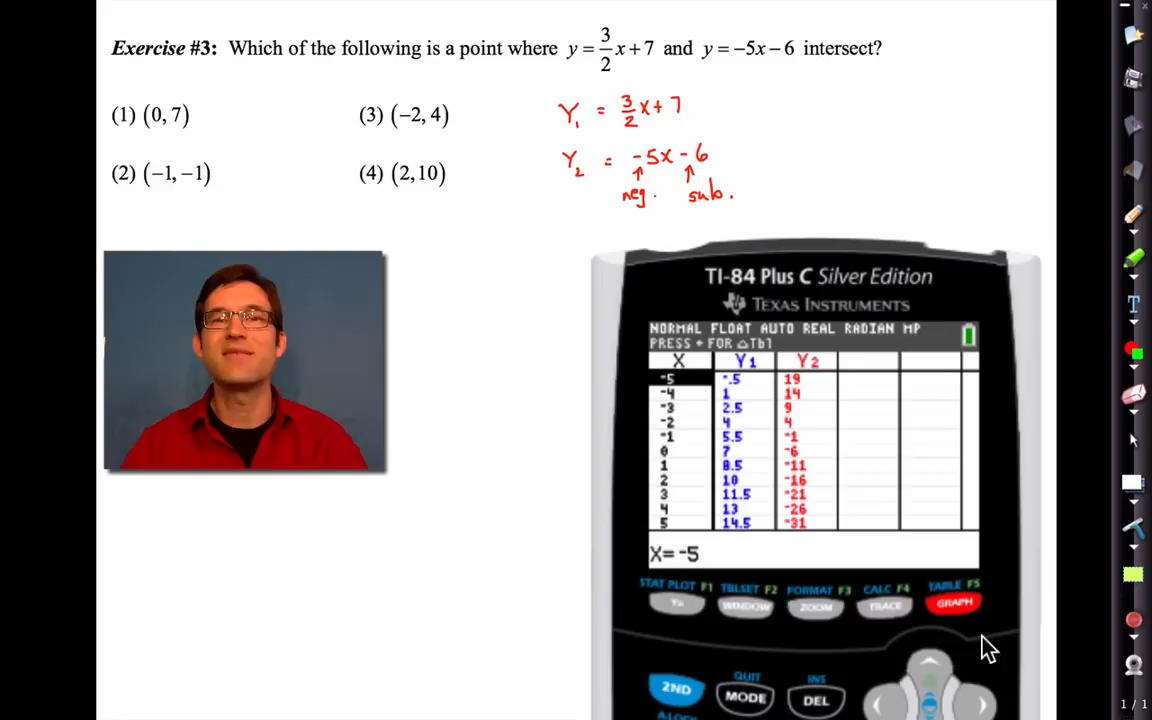 Exercise #3: Which of the following is a point where y = 3/2 x + 7 and y = −5x − 6 intersect?
(1) (0, 7) (3) (−2, 4)
(2) (−1, −1) (4) (2, 10)
Y₁ = 3/2 x + 7
Y₂ = -5x - 6
neg. sub.
TI-84 Plus C Silver Edition
TEXAS INSTRUMENTS
NORMAL FLOAT AUTO REAL RADIAN MP
PRESS + FOR △Tbl
X Y1 Y2
-5 -.5 19
-4 1 14
-3 2.5 9
-2 4 4
-1 5.5 -1
0 7 -6
1 8.5 -11
2 10 -16
3 11.5 -21
4 13 -26
5 14.5 -31
X= -5
STAT PLOT F1 TBLSET F2 FORMAT F3 CALC F4 TABLE F5
Y= WINDOW ZOOM TRACE GRAPH
QUIT INS
2ND MODE DEL
A-LOCK
T
1 / 1